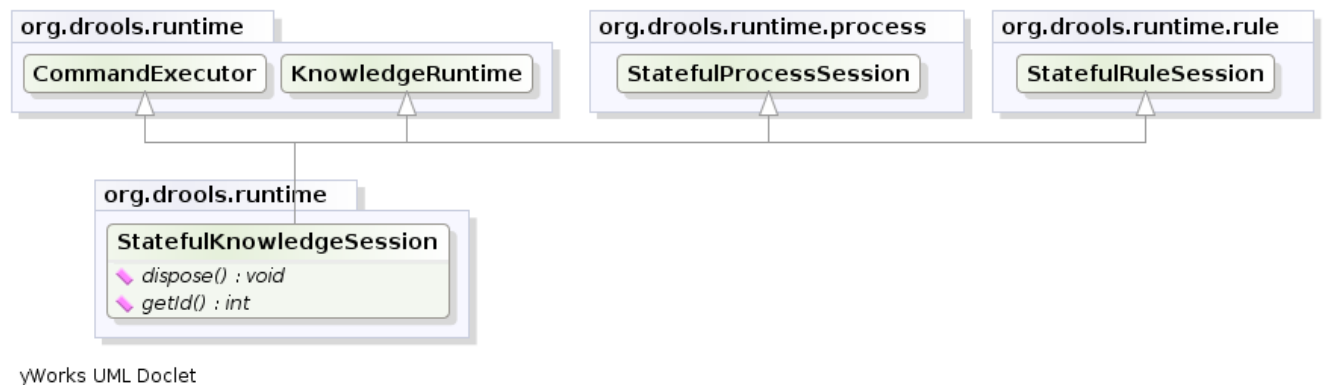 org.drools.runtime
CommandExecutor
KnowledgeRuntime
org.drools.runtime.process
StatefulProcessSession
org.drools.runtime.rule
StatefulRuleSession
org.drools.runtime
StatefulKnowledgeSession
dispose() : void
getId() : int
yWorks UML Doclet